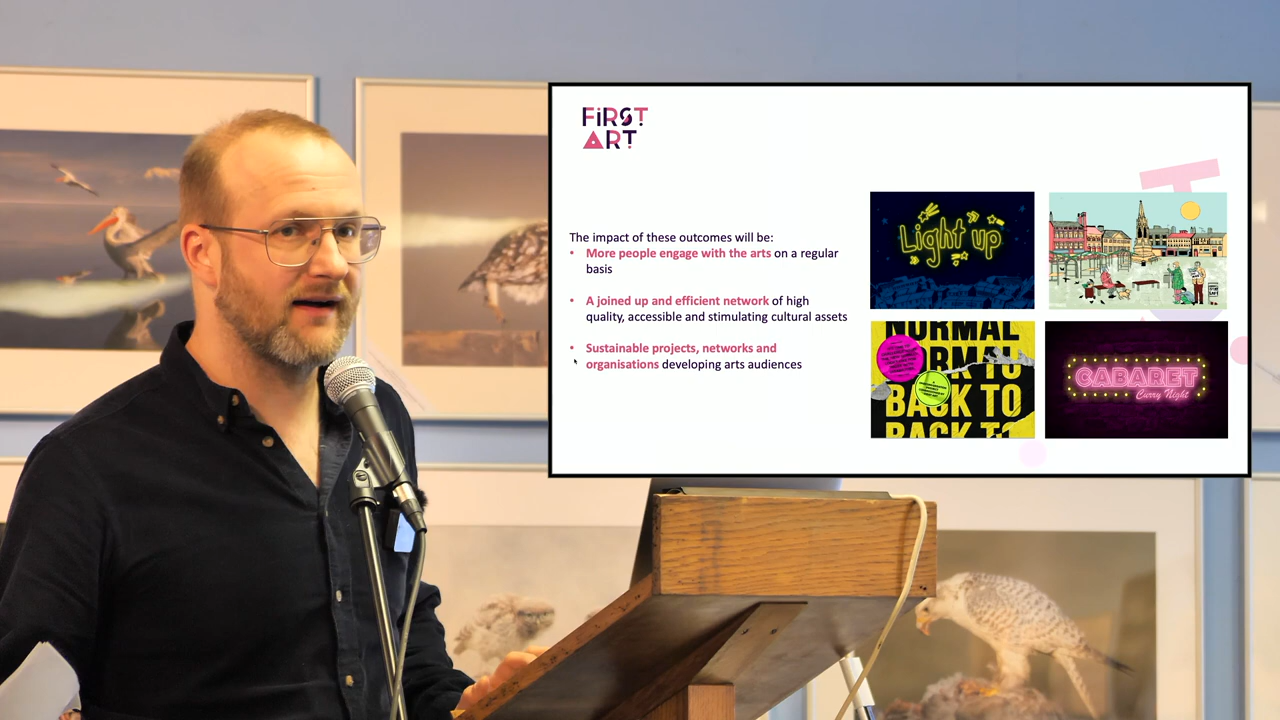 FiRST
ART
The impact of these outcomes will be:
• More people engage with the arts on a regular
basis
• A joined up and efficient network of high
quality, accessible and stimulating cultural assets
• Sustainable projects, networks and
organisations developing arts audiences
Light up
NORMAL
BACK TO
BACK TO
CABARET
Curry Night